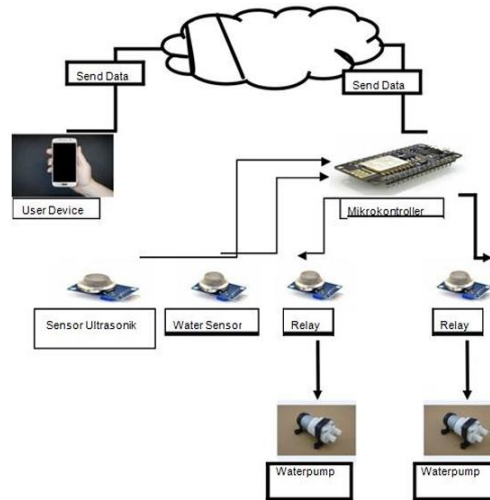 Send Data
Send Data
User Device
Mikrokontroller
Sensor Ultrasonik
Water Sensor
Relay
Relay
Waterpump
Waterpump